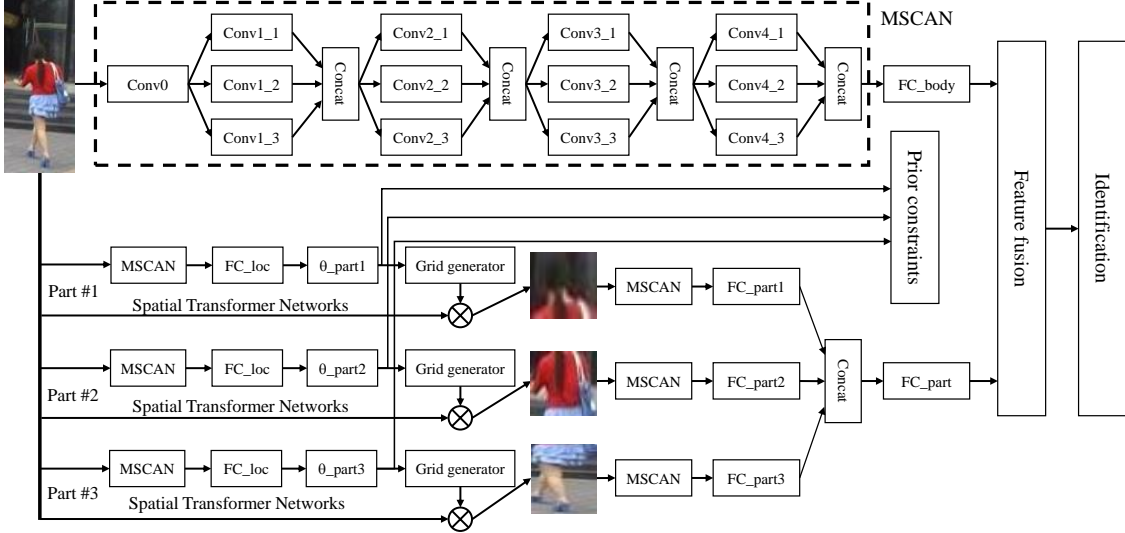 MSCAN
Conv1_1 Conv2_1 Conv3_1 Conv4_1
Conv0 Conv1_2 Concat Conv2_2 Concat Conv3_2 Concat Conv4_2 Concat FC_body
Conv1_3 Conv2_3 Conv3_3 Conv4_3
Prior constraints
Feature fusion
Identification
MSCAN FC_loc θ_part1 Grid generator
Part #1
Spatial Transformer Networks
MSCAN FC_part1
MSCAN FC_loc θ_part2 Grid generator
Part #2
Spatial Transformer Networks
MSCAN FC_part2
Concat
FC_part
MSCAN FC_loc θ_part3 Grid generator
Part #3
Spatial Transformer Networks
MSCAN FC_part3